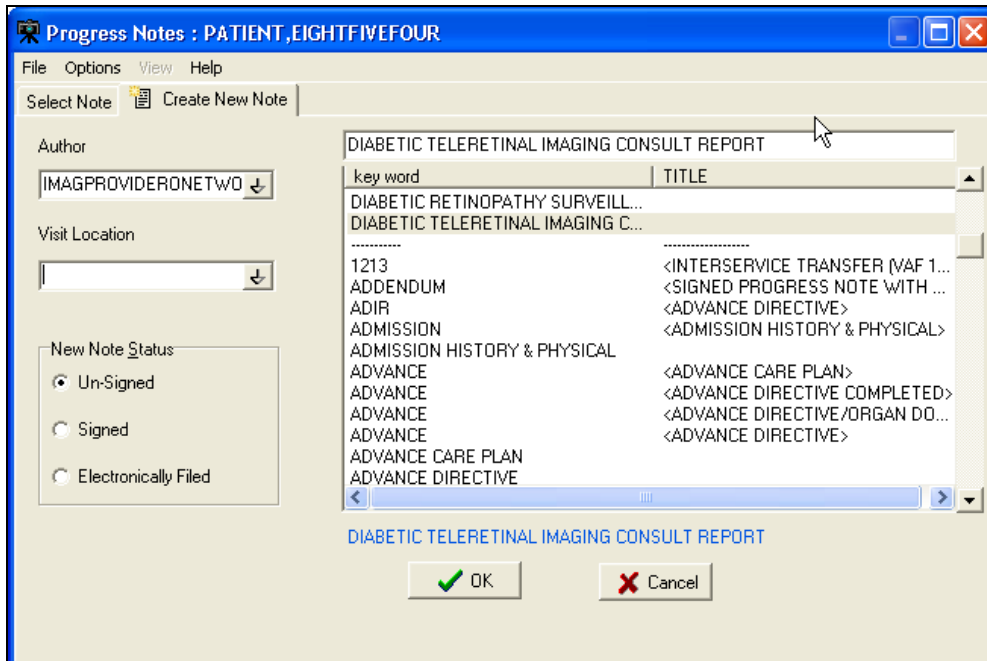 Progress Notes : PATIENT,EIGHTFIVEFOUR
File Options View Help
Select Note Create New Note
Author
IMAGPROVIDERONETWO
Visit Location
New Note Status
Un-Signed
Signed
Electronically Filed
DIABETIC TELERETINAL IMAGING CONSULT REPORT
key word TITLE
DIABETIC RETINOPATHY SURVEILL...
DIABETIC TELERETINAL IMAGING C...
----------- -------------------
1213 <INTERSERVICE TRANSFER (VAF 1...
ADDENDUM <SIGNED PROGRESS NOTE WITH ...
ADIR <ADVANCE DIRECTIVE>
ADMISSION <ADMISSION HISTORY & PHYSICAL>
ADMISSION HISTORY & PHYSICAL
ADVANCE <ADVANCE CARE PLAN>
ADVANCE <ADVANCE DIRECTIVE COMPLETED>
ADVANCE <ADVANCE DIRECTIVE/ORGAN DO...
ADVANCE <ADVANCE DIRECTIVE>
ADVANCE CARE PLAN
ADVANCE DIRECTIVE
DIABETIC TELERETINAL IMAGING CONSULT REPORT
OK Cancel